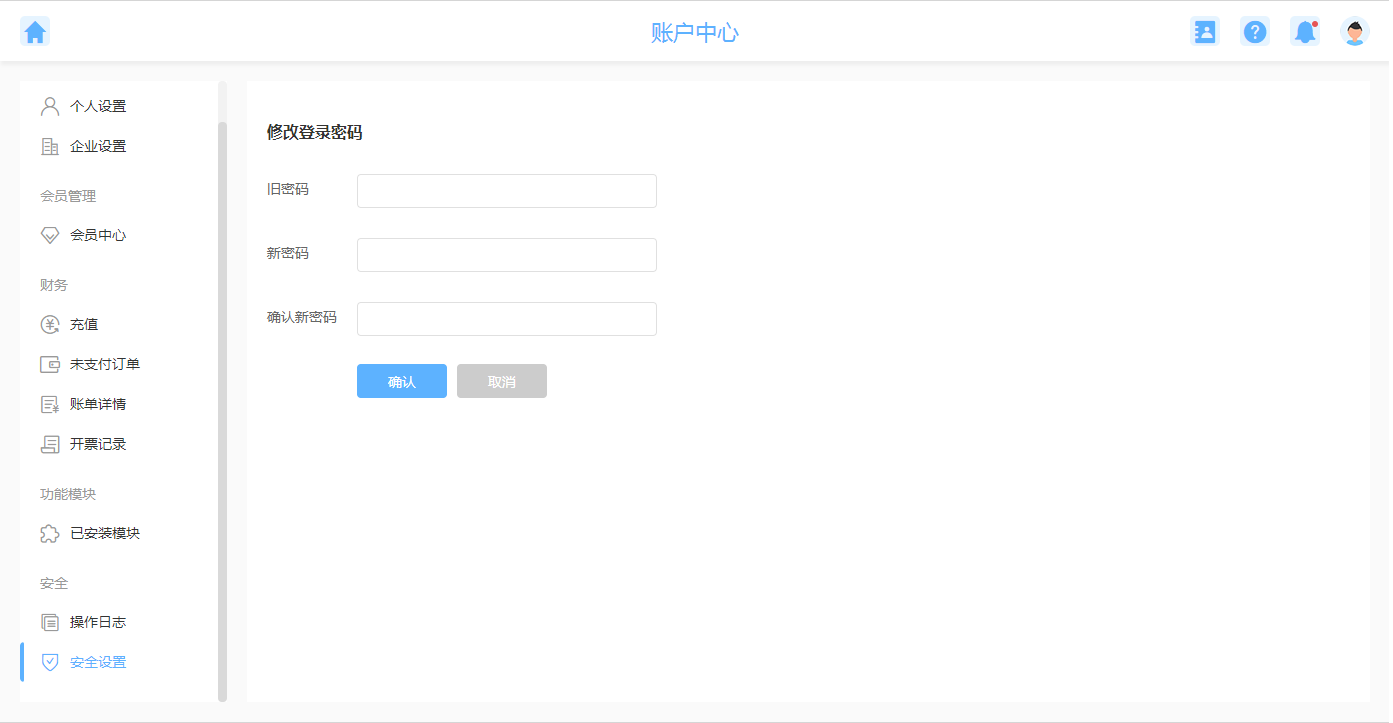 账户中心
?
个人设置
企业设置
会员管理
会员中心
财务
充值
未支付订单
账单详情
开票记录
功能模块
已安装模块
安全
操作日志
安全设置
修改登录密码
旧密码
新密码
确认新密码
确认 取消